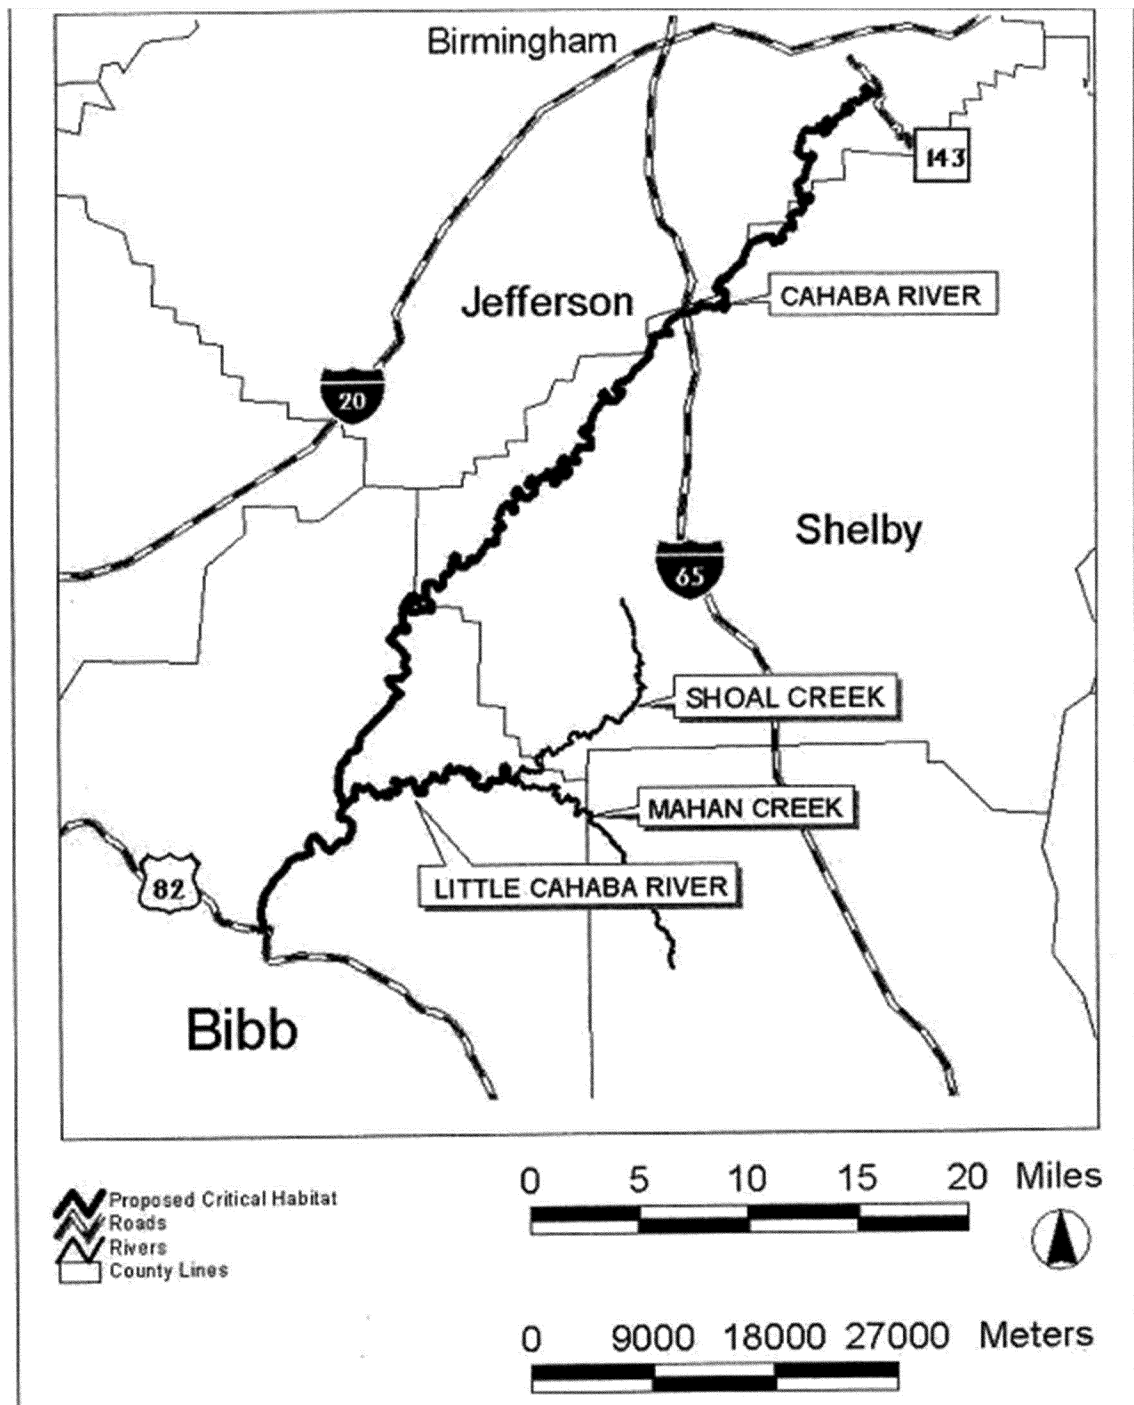 Birmingham
143
Jefferson
CAHABA RIVER
20
Shelby
65
SHOAL CREEK
MAHAN CREEK
82
LITTLE CAHABA RIVER
Bibb
Proposed Critical Habitat
Roads
Rivers
County Lines
0 5 10 15 20 Miles
0 9000 18000 27000 Meters